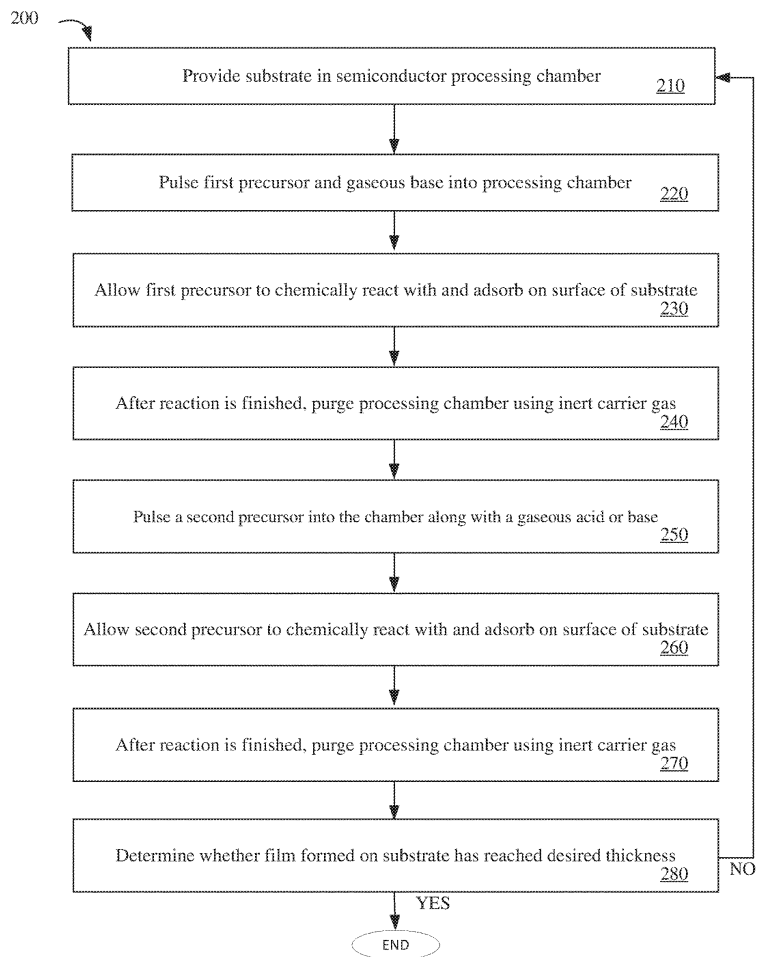 200
Provide substrate in semiconductor processing chamber
210
Pulse first precursor and gaseous base into processing chamber
220
Allow first precursor to chemically react with and adsorb on surface of substrate
230
After reaction is finished, purge processing chamber using inert carrier gas
240
Pulse a second precursor into the chamber along with a gaseous acid or base
250
Allow second precursor to chemically react with and adsorb on surface of substrate
260
After reaction is finished, purge processing chamber using inert carrier gas
270
Determine whether film formed on substrate has reached desired thickness
280
NO
YES
END